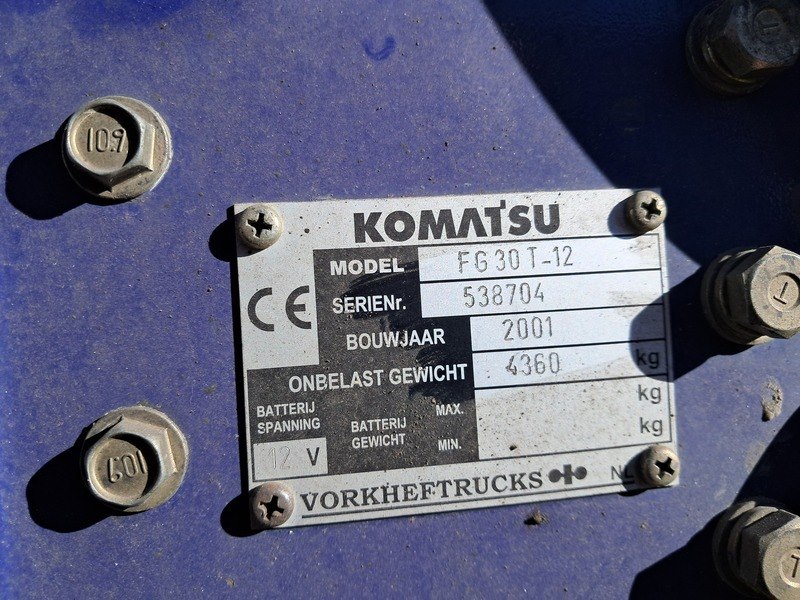 10.9
KOMATSU
MODEL FG30T-12
CE
SERIENr. 538704
BOUWJAAR 2001
ONBELAST GEWICHT 4360 kg
BATTERIJ SPANNING
BATTERIJ GEWICHT
MAX. kg
MIN. kg
12 V
10.9
VORKHEFTRUCKS NL